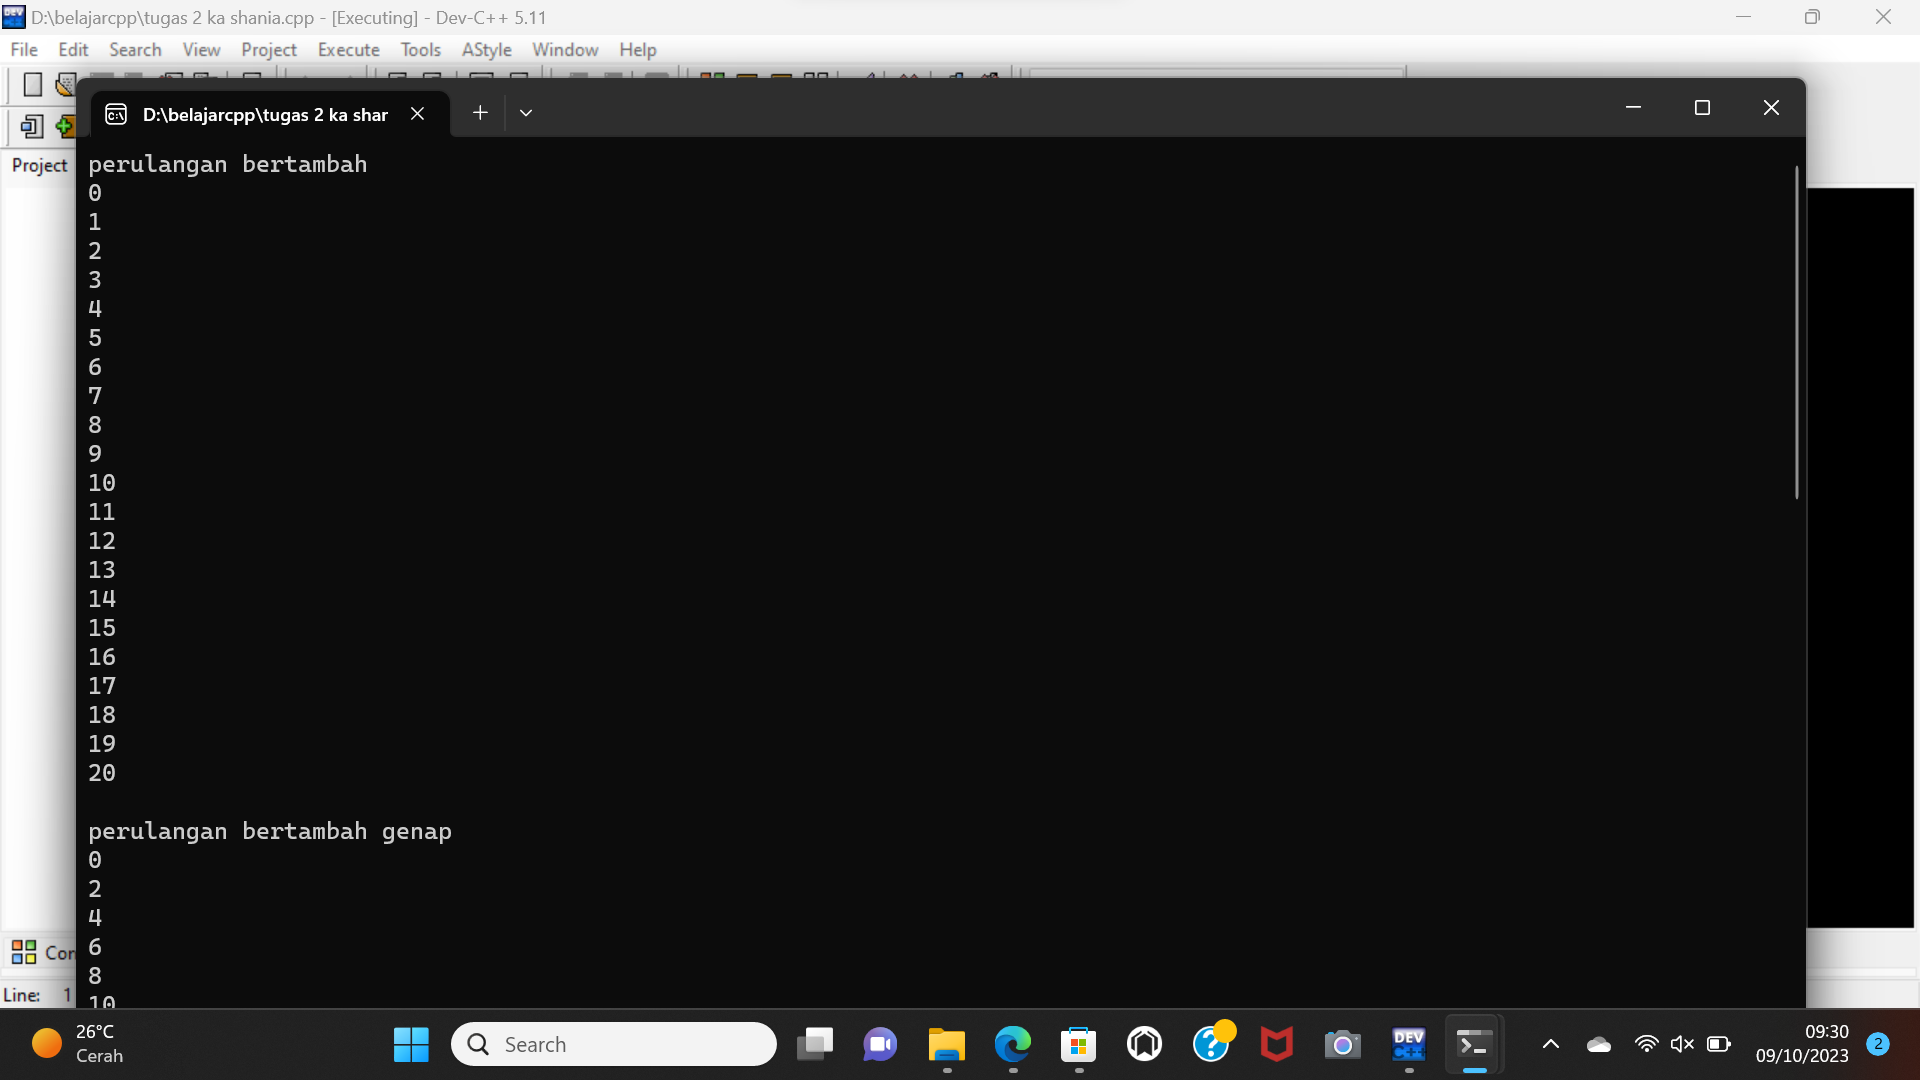 D:\belajarcpp\tugas 2 ka shania.cpp - [Executing] - Dev-C++ 5.11
File Edit Search View Project Execute Tools AStyle Window Help
D:\belajarcpp\tugas 2 ka shar
Project
perulangan bertambah
0
1
2
3
4
5
6
7
8
9
10
11
12
13
14
15
16
17
18
19
20
perulangan bertambah genap
0
2
4
6
8
10
Line: 1
26°C
Cerah
Search
DEV
C++
09:30
09/10/2023
2